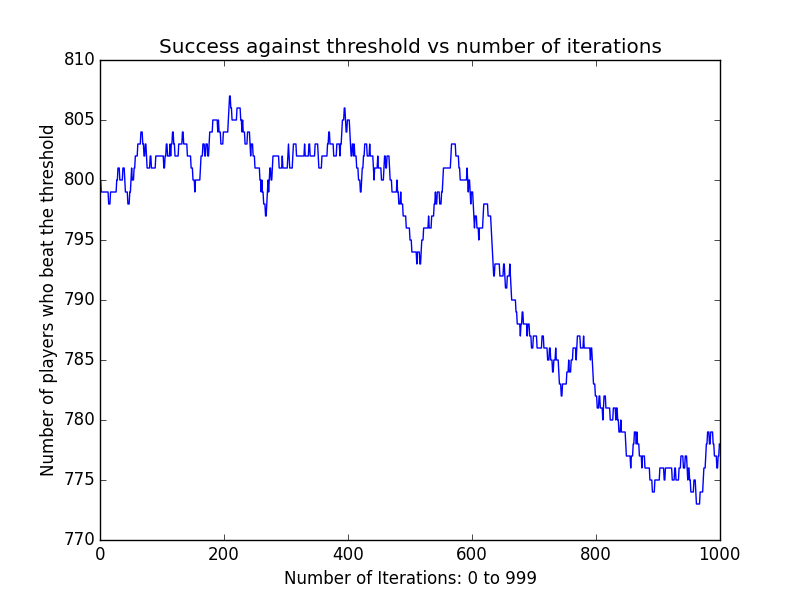 Success against threshold vs number of iterations
810
805
800
795
790
785
780
775
770
Number of players who beat the threshold
0 200 400 600 800 1000
Number of Iterations: 0 to 999